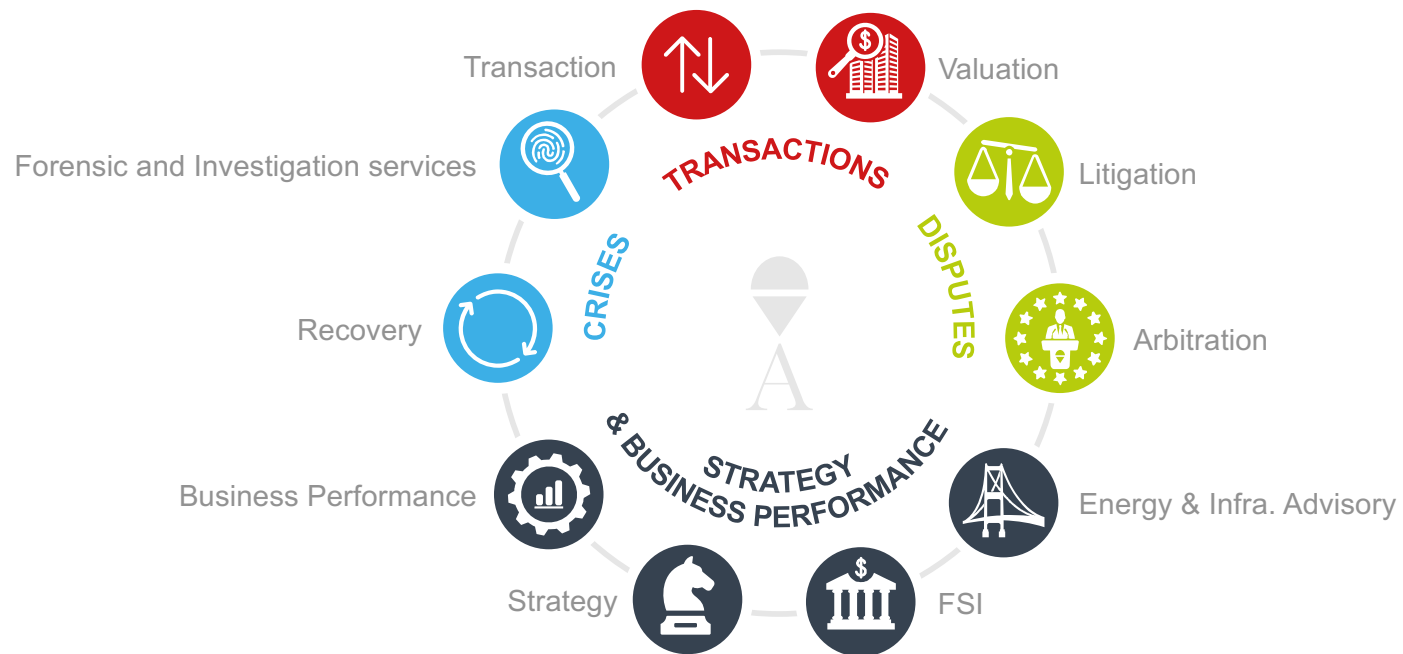 Transaction
Valuation
Forensic and Investigation services
Litigation
TRANSACTIONS
DISPUTES
CRISES
Recovery
Arbitration
A
STRATEGY
& BUSINESS PERFORMANCE
Business Performance
Energy & Infra. Advisory
Strategy
FSI
$
$